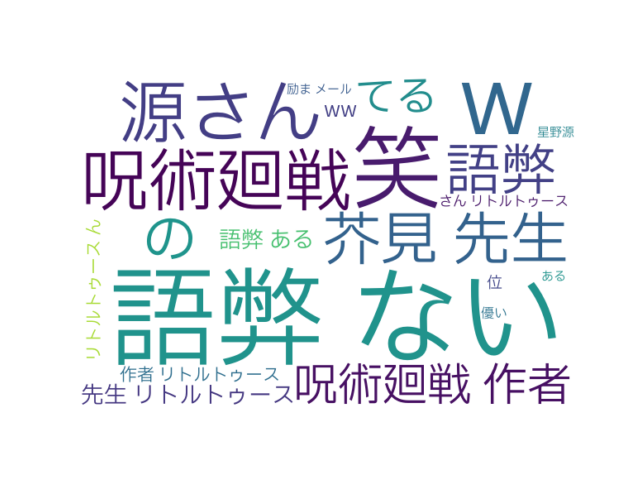 励ま メール
源さん
ww
てる
W
星野源
呪術廻戦
笑
語弊
さん リトルトゥース
の
語弊 ある
芥見 先生
リトルトゥース ん
語弊 ない
位
ある
優い
作者 リトルトゥース
先生 リトルトゥース
呪術廻戦 作者